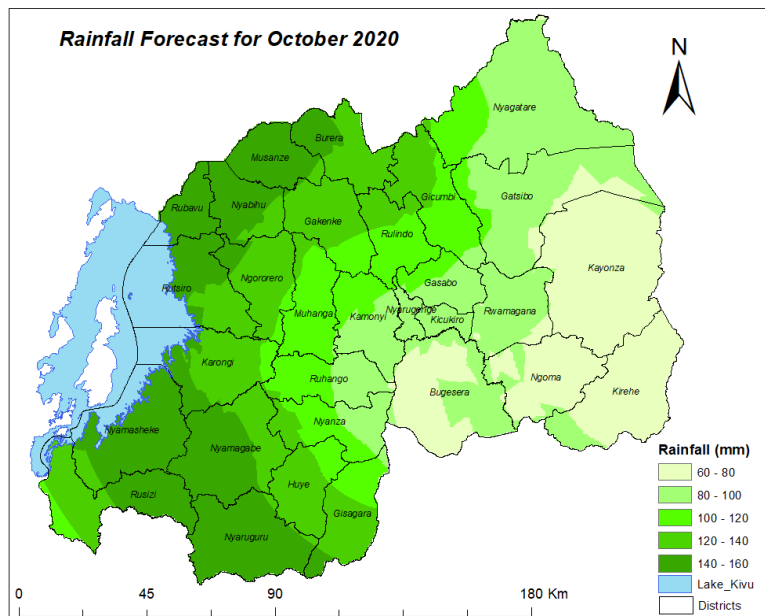 Rainfall Forecast for October 2020
N
Nyagatare
Burera
Musanze
Gicumbi
Gatsibo
Rubavu
Nyabihu
Gakenke
Rulindo
Kayonza
Rutsiro
Ngororero
Gasabo
Muhanga
Kamonyi
Nyarugenge
Kicukiro
Rwamagana
Karongi
Ruhango
Bugesera
Ngoma
Kirehe
Nyamasheke
Nyanza
Nyamagabe
Rusizi
Huye
Gisagara
Nyaruguru
Rainfall (mm)
60 - 80
80 - 100
100 - 120
120 - 140
140 - 160
Lake_Kivu
Districts
0 45 90 180 Km